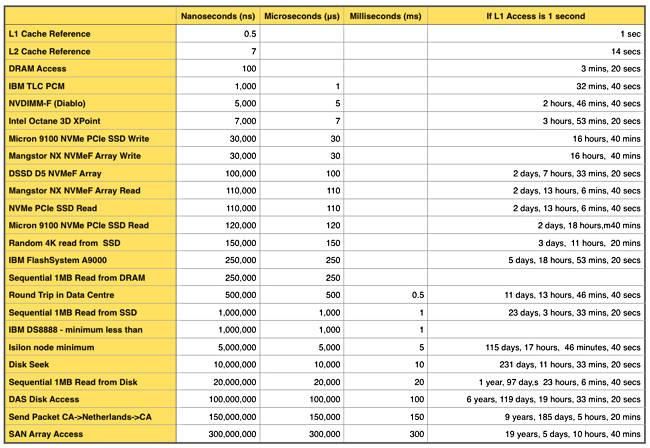 Nanoseconds (ns) Microseconds (µs) Milliseconds (ms) If L1 Access is 1 second
L1 Cache Reference 0.5 1 sec
L2 Cache Reference 7 14 secs
DRAM Access 100 3 mins, 20 secs
IBM TLC PCM 1,000 1 32 mins, 40 secs
NVDIMM-F (Diablo) 5,000 5 2 hours, 46 mins, 40 secs
Intel Octane 3D XPoint 7,000 7 3 hours, 53 mins, 20 secs
Micron 9100 NVMe PCIe SSD Write 30,000 30 16 hours, 40 mins
Mangstor NX NVMeF Array Write 30,000 30 16 hours, 40 mins
DSSD D5 NVMeF Array 100,000 100 2 days, 7 hours, 33 mins, 20 secs
Mangstor NX NVMeF Array Read 110,000 110 2 days, 13 hours, 6 mins, 40 secs
NVMe PCIe SSD Read 110,000 110 2 days, 13 hours, 6 mins, 40 secs
Micron 9100 NVMe PCIe SSD Read 120,000 120 2 days, 18 hours,m40 mins
Random 4K read from SSD 150,000 150 3 days, 11 hours, 20 mins
IBM FlashSystem A9000 250,000 250 5 days, 18 hours, 53 mins, 20 secs
Sequential 1MB Read from DRAM 250,000 250
Round Trip in Data Centre 500,000 500 0.5 11 days, 13 hours, 46 mins, 40 secs
Sequential 1MB Read from SSD 1,000,000 1,000 1 23 days, 3 hours, 33 mins, 20 secs
IBM DS8888 - minimum less than 1,000,000 1,000 1
Isilon node minimum 5,000,000 5,000 5 115 days, 17 hours, 46 minutes, 40 secs
Disk Seek 10,000,000 10,000 10 231 days, 11 hours, 33 mins, 20 secs
Sequential 1MB Read from Disk 20,000,000 20,000 20 1 year, 97 day,s 23 hours, 6 mins, 40 secs
DAS Disk Access 100,000,000 100,000 100 6 years, 119 days, 19 hours, 33 mins, 20 secs
Send Packet CA->Netherlands->CA 150,000,000 150,000 150 9 years, 185 days, 5 hours, 20 mins
SAN Array Access 300,000,000 300,000 300 19 years, 5 days, 10 hours, 40 mins